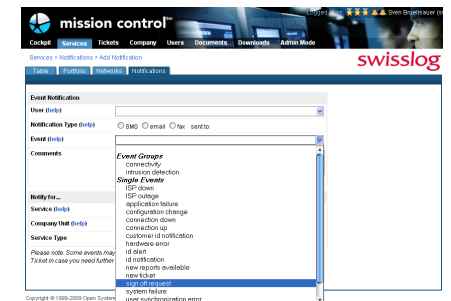 mission control™
Logged as: Sven Brueisauer (sv
Cockpit Services Tickets Company Users Documents Downloads Admin Mode
Services > Notifications > Add Notification
swisslog
Table Portfolio Networks Notifications
Event Notification
User (help)
Notification Type (help) SMS email fax sent to:
Event (help)
Comments
Event Groups
connectivity
intrusion detection
Single Events
ISP down
ISP outage
application failure
configuration change
connection down
connection up
customer id notification
hardware error
id alert
id notification
new reports available
new ticket
sign off request
system failure
user synchronization error
Notify for...
Service (help)
Company Unit (help)
Service Type
Please note: Some events may
Ticket in case you need further
Copyright © 1999-2009 Open System